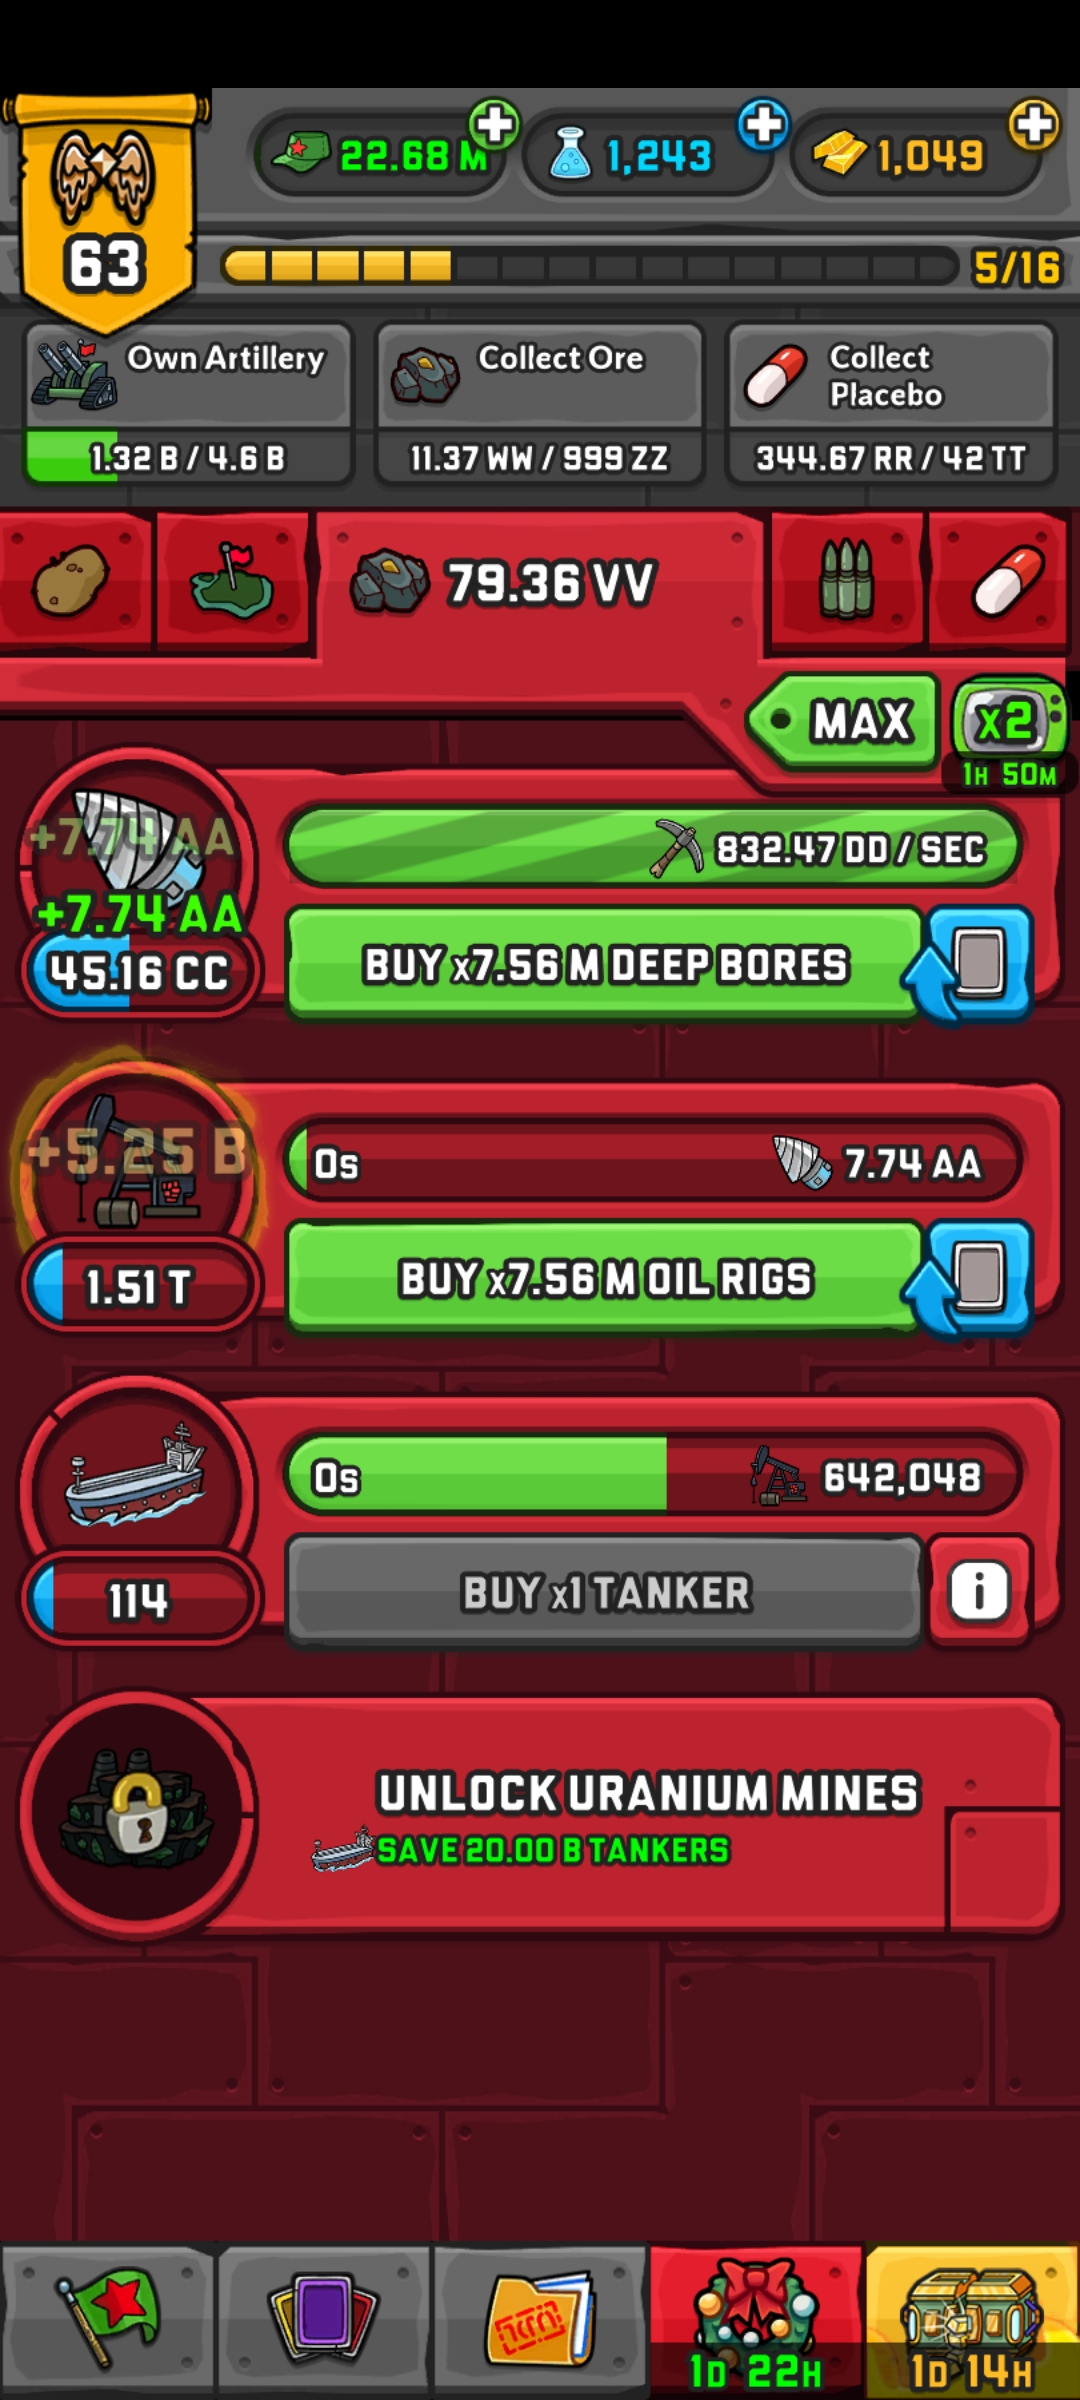 22.68 M
1,243
1,049
63
5/16
Own Artillery
1.32 B / 4.6 B
Collect Ore
11.37 WW / 999 ZZ
Collect
Placebo
344.67 RR / 42 TT
79.36 VV
MAX
x2
1H 50M
+7.74 AA
+7.74 AA
45.16 CC
832.47 DD / SEC
BUY x7.56 M DEEP BORES
+5.25 B
1.51 T
0s
7.74 AA
BUY x7.56 M OIL RIGS
0s
642,048
114
BUY x1 TANKER
i
UNLOCK URANIUM MINES
SAVE 20.00 B TANKERS
1D 22H
1D 14H